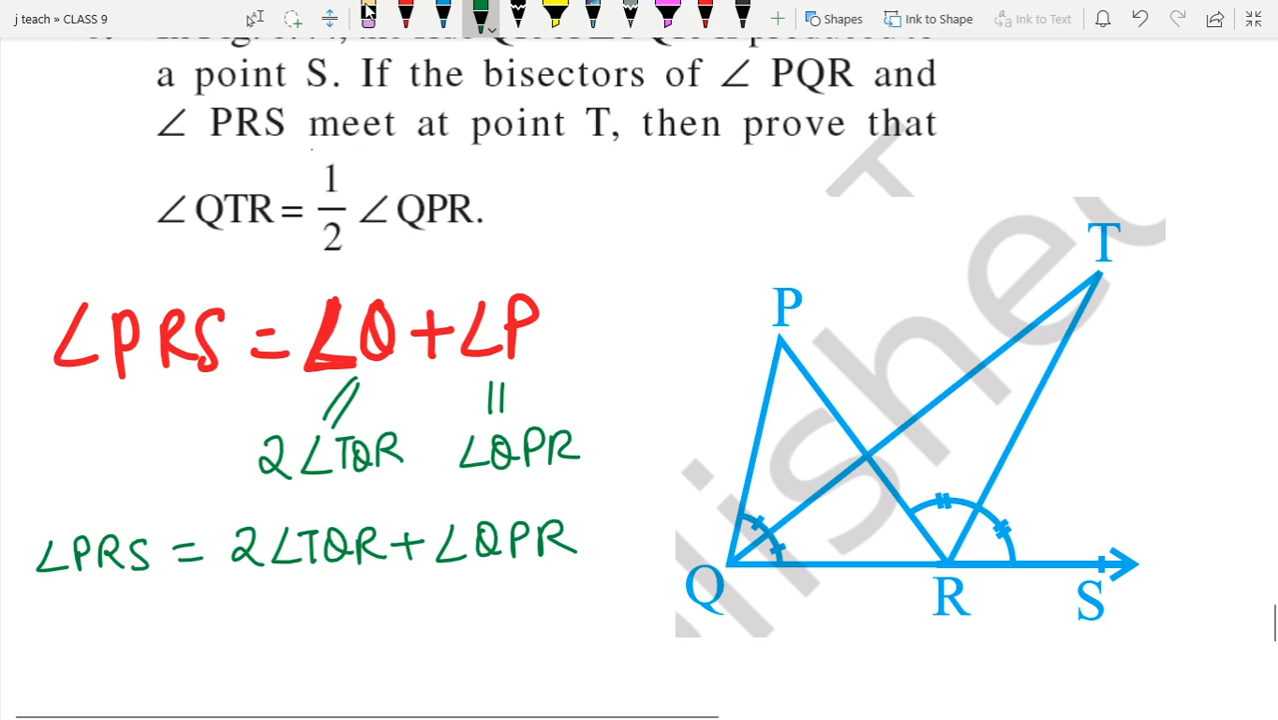 j teach » CLASS 9
Shapes
Ink to Shape
Ink to Text
a point S. If the bisectors of ∠ PQR and
∠ PRS meet at point T, then prove that
∠ QTR = 1/2 ∠ QPR.
∠PRS = ∠Q + ∠P
2∠TQR ∠QPR
∠PRS = 2∠TQR + ∠QPR
T
P
Q
R
S